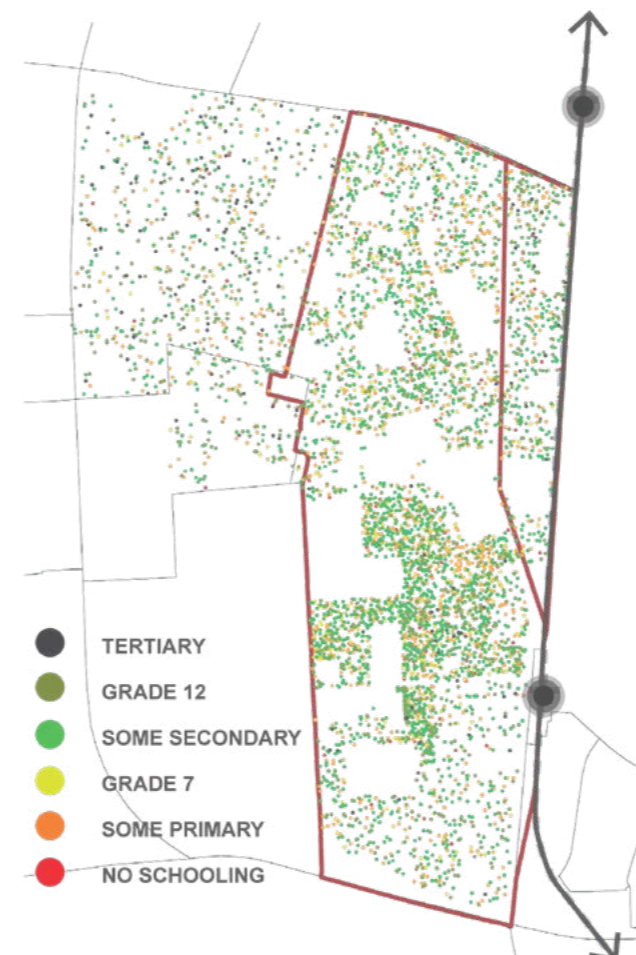 TERTIARY
GRADE 12
SOME SECONDARY
GRADE 7
SOME PRIMARY
NO SCHOOLING